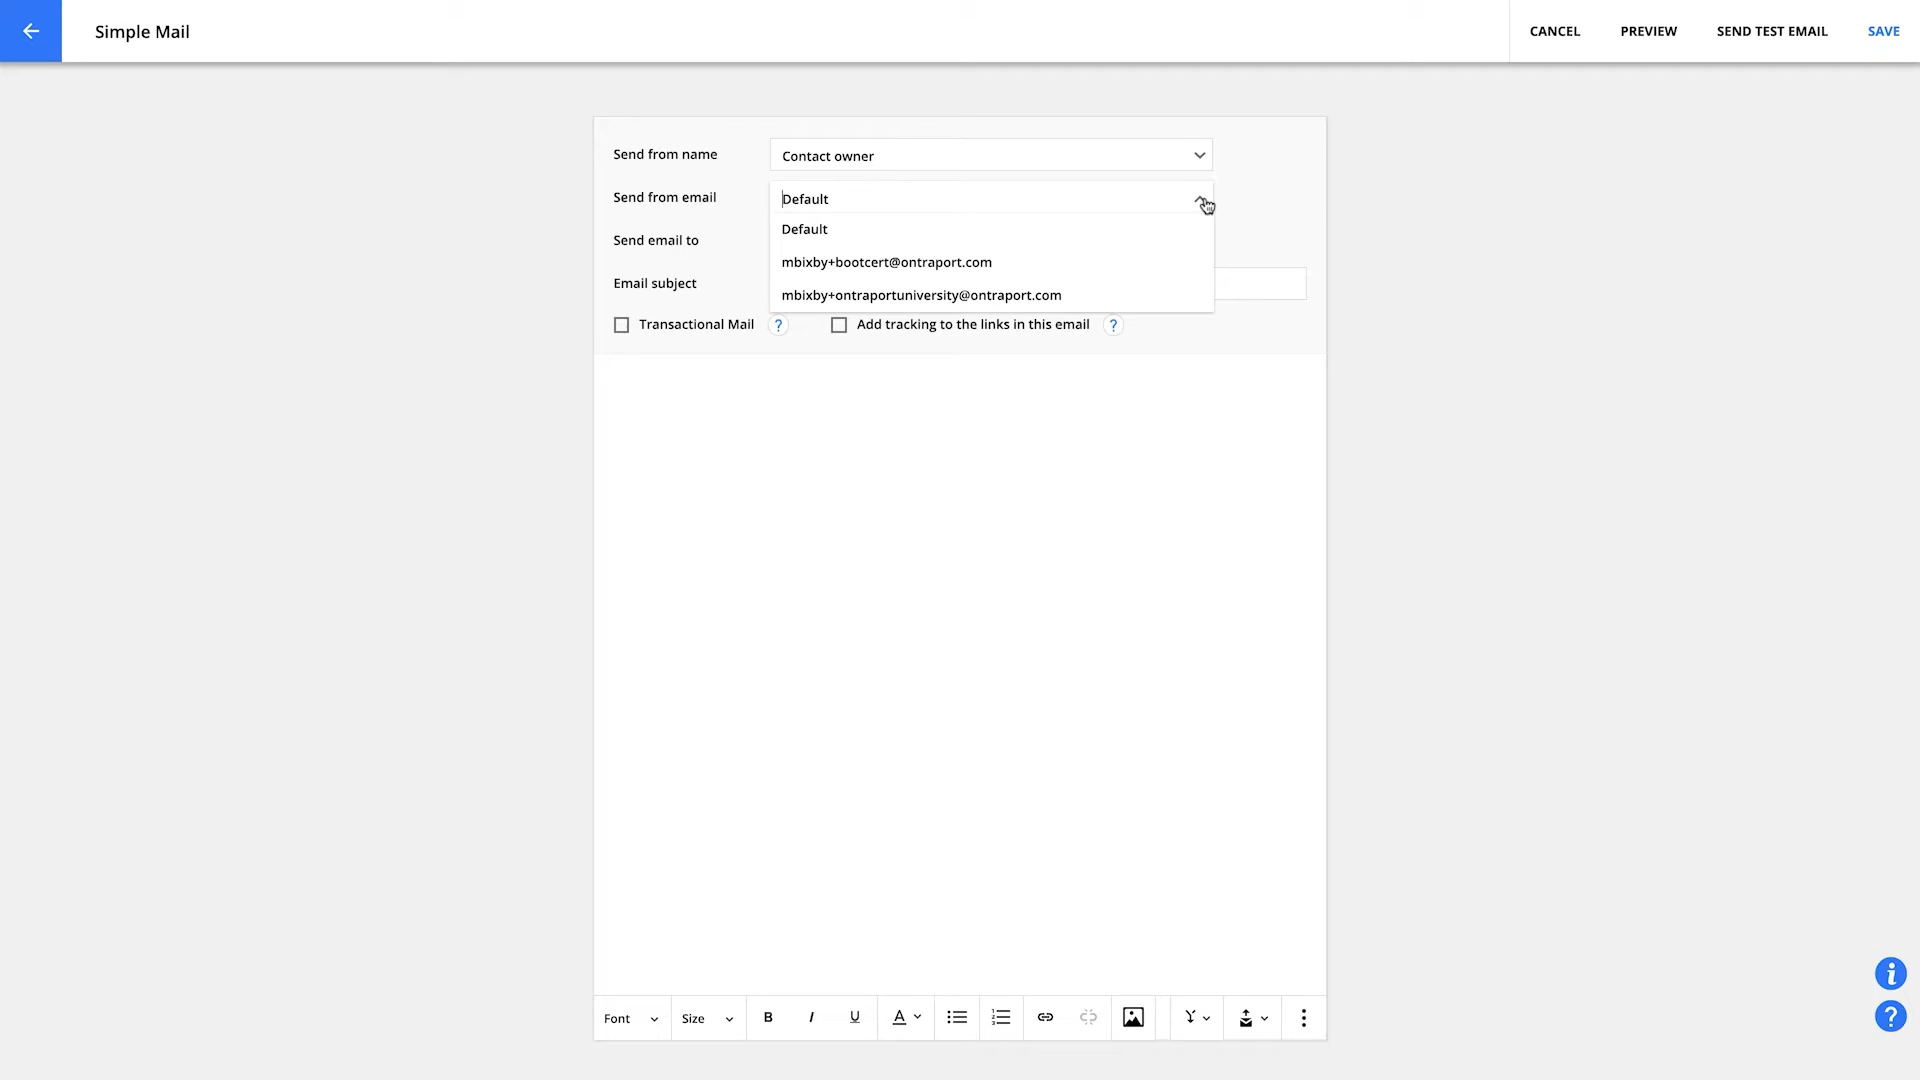 Simple Mail
CANCEL
PREVIEW
SEND TEST EMAIL
SAVE
Send from name
Contact owner
Send from email
Default
Default
Send email to
mbixby+bootcert@ontraport.com
Email subject
mbixby+ontraportuniversity@ontraport.com
Transactional Mail
?
Add tracking to the links in this email
?
Font
Size
B
I
U
A
i
?